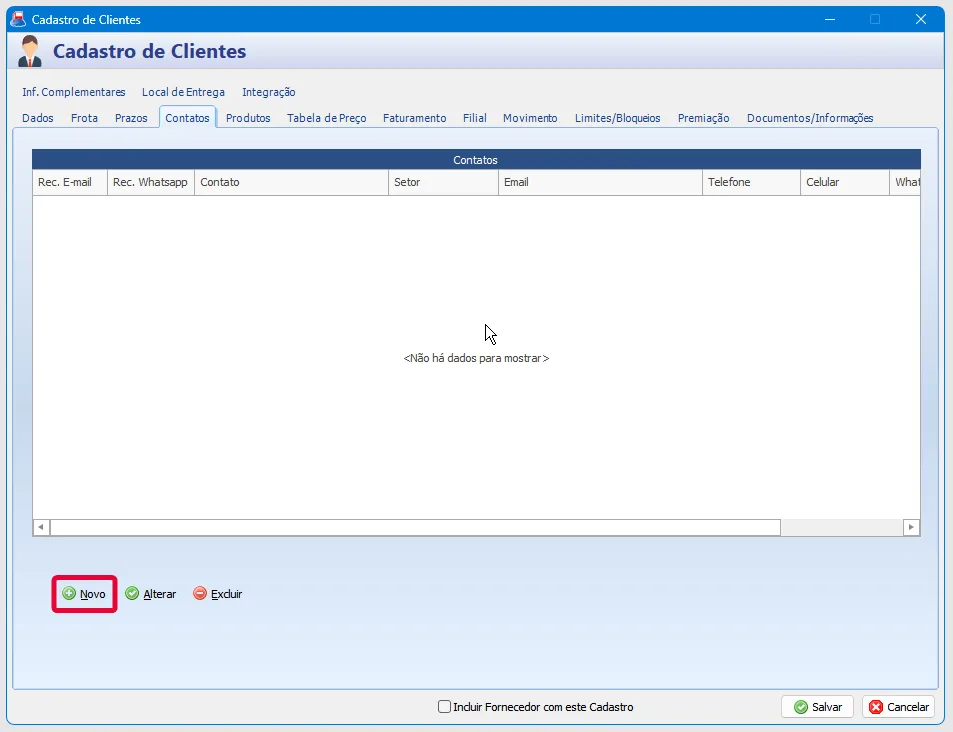 Cadastro de Clientes
Cadastro de Clientes
Inf. Complementares Local de Entrega Integração
Dados Frota Prazos Contatos Produtos Tabela de Preço Faturamento Filial Movimento Limites/Bloqueios Premiação Documentos/Informações
Contatos
Rec. E-mail Rec. Whatsapp Contato Setor Email Telefone Celular What
<Não há dados para mostrar>
Novo Alterar Excluir
Incluir Fornecedor com este Cadastro Salvar Cancelar